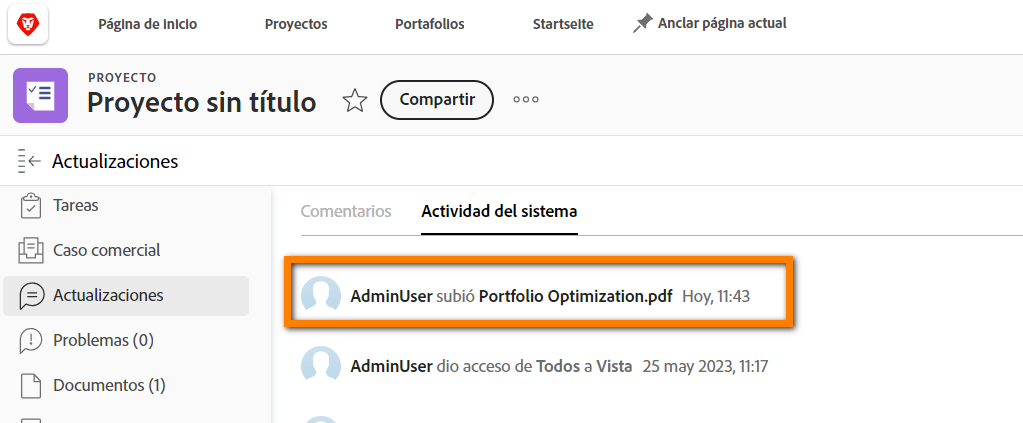 Página de inicio Proyectos Portafolios Startseite Anclar página actual
PROYECTO
Proyecto sin título Compartir
Actualizaciones
Tareas
Caso comercial
Actualizaciones
Problemas (0)
Documentos (1)
Comentarios Actividad del sistema
AdminUser subió Portfolio Optimization.pdf Hoy, 11:43
AdminUser dio acceso de Todos a Vista 25 may 2023, 11:17